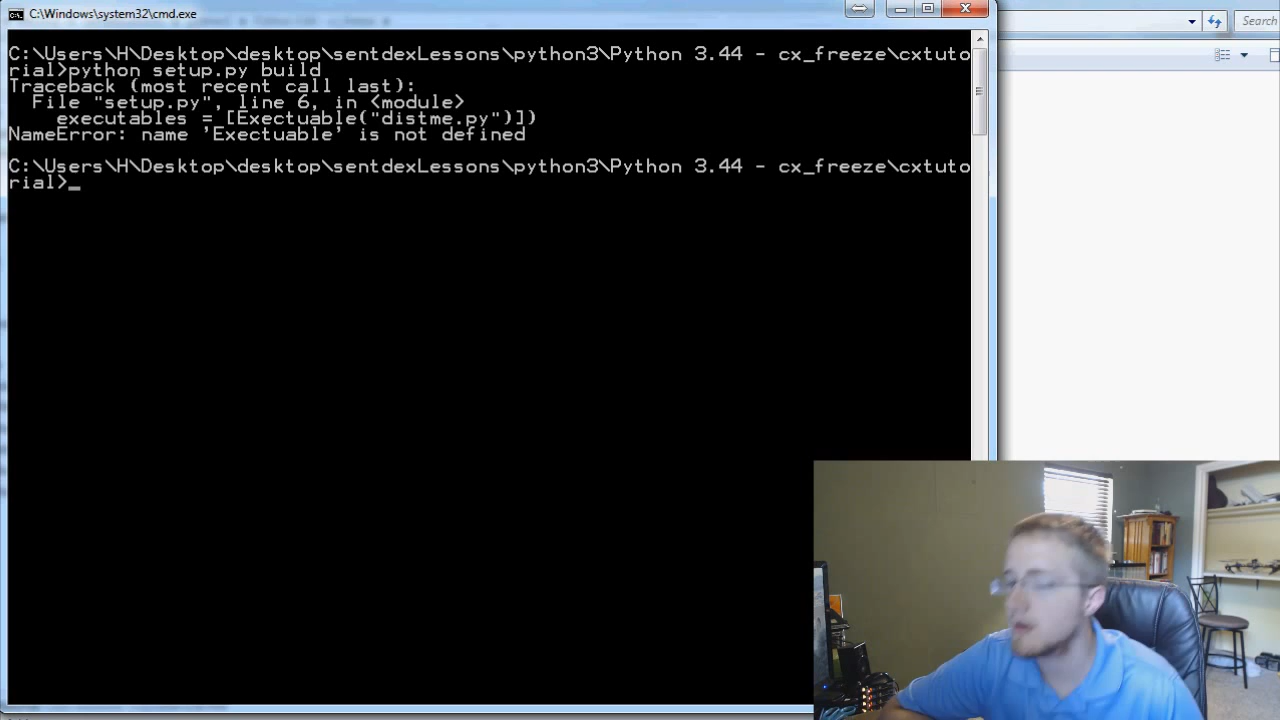 C:\Windows\system32\cmd.exe
Search
C:\Users\H\Desktop\desktop\sentdexLessons\python3\Python 3.44 - cx_freeze\cxtuto
rial>python setup.py build
Traceback (most recent call last):
File "setup.py", line 6, in <module>
executables = [Exectuable("distme.py")])
NameError: name 'Exectuable' is not defined
C:\Users\H\Desktop\desktop\sentdexLessons\python3\Python 3.44 - cx_freeze\cxtuto
rial>_